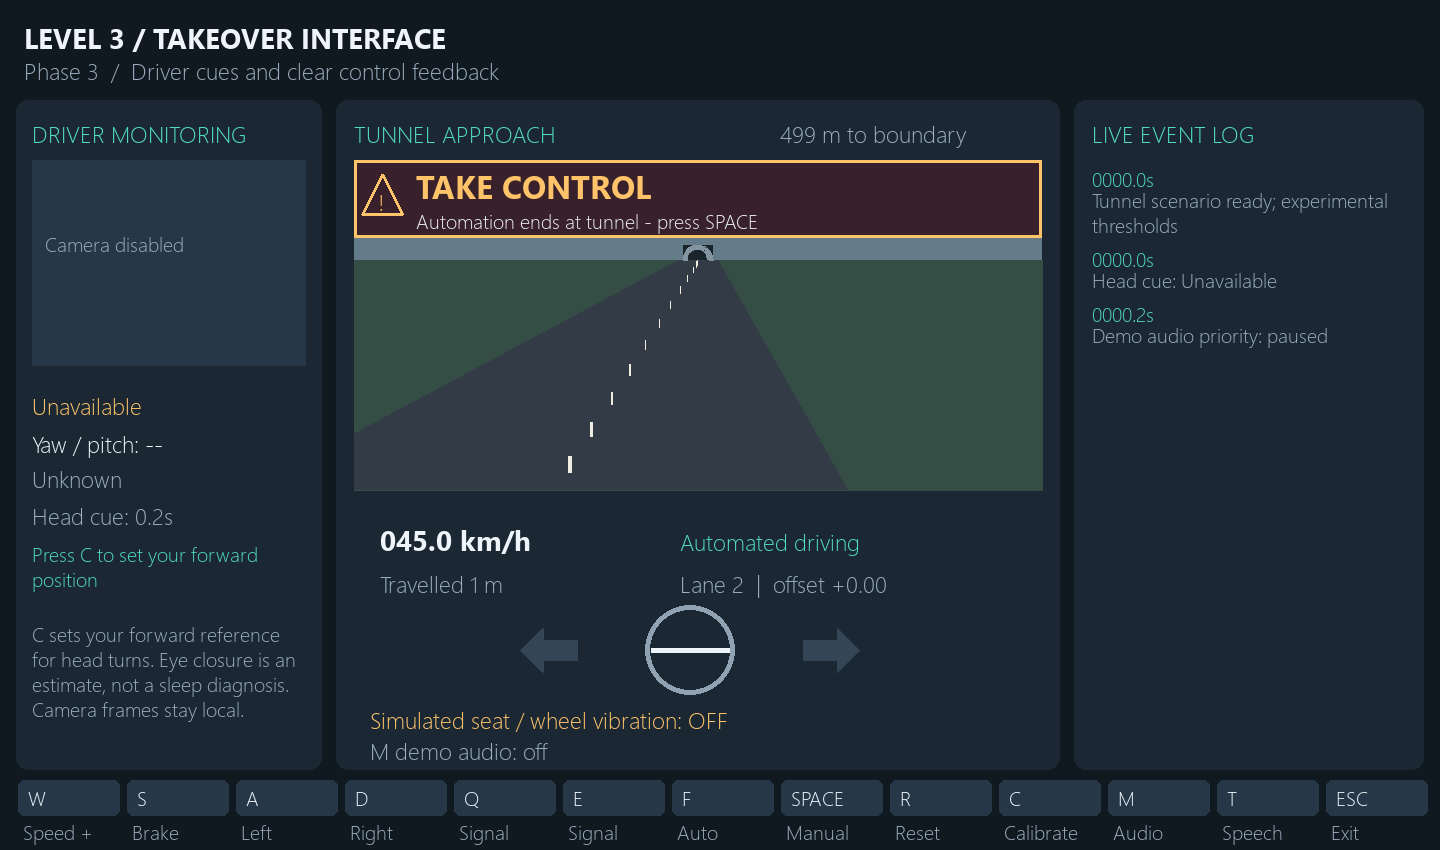 LEVEL 3 / TAKEOVER INTERFACE
Phase 3 / Driver cues and clear control feedback
DRIVER MONITORING
Camera disabled
Unavailable
Yaw / pitch: --
Unknown
Head cue: 0.2s
Press C to set your forward
position
C sets your forward reference
for head turns. Eye closure is an
estimate, not a sleep diagnosis.
Camera frames stay local.
TUNNEL APPROACH
499 m to boundary
!
TAKE CONTROL
Automation ends at tunnel - press SPACE
045.0 km/h
Automated driving
Travelled 1 m
Lane 2 | offset +0.00
Simulated seat / wheel vibration: OFF
M demo audio: off
LIVE EVENT LOG
0000.0s
Tunnel scenario ready; experimental
thresholds
0000.0s
Head cue: Unavailable
0000.2s
Demo audio priority: paused
W
Speed +
S
Brake
A
Left
D
Right
Q
Signal
E
Signal
F
Auto
SPACE
Manual
R
Reset
C
Calibrate
M
Audio
T
Speech
ESC
Exit